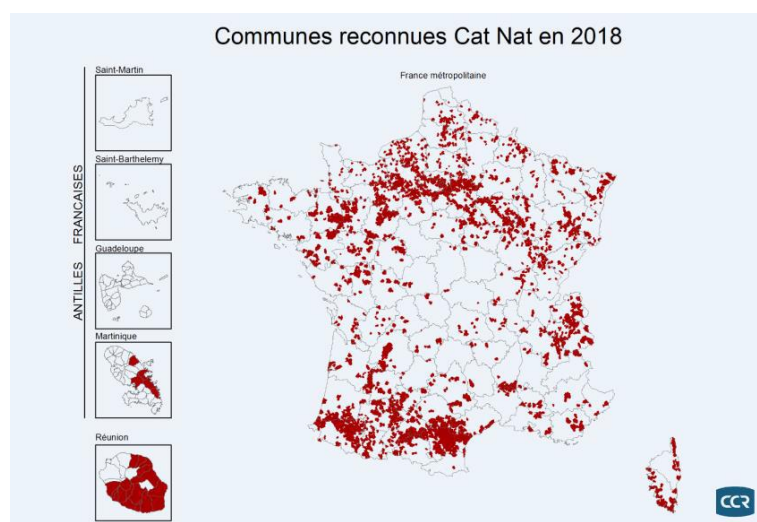 Communes reconnues Cat Nat en 2018
Saint-Martin
France métropolitaine
Saint-Barthelemy
FRANCAISES
Guadeloupe
ANTILLES
Martinique
Réunion
CCR